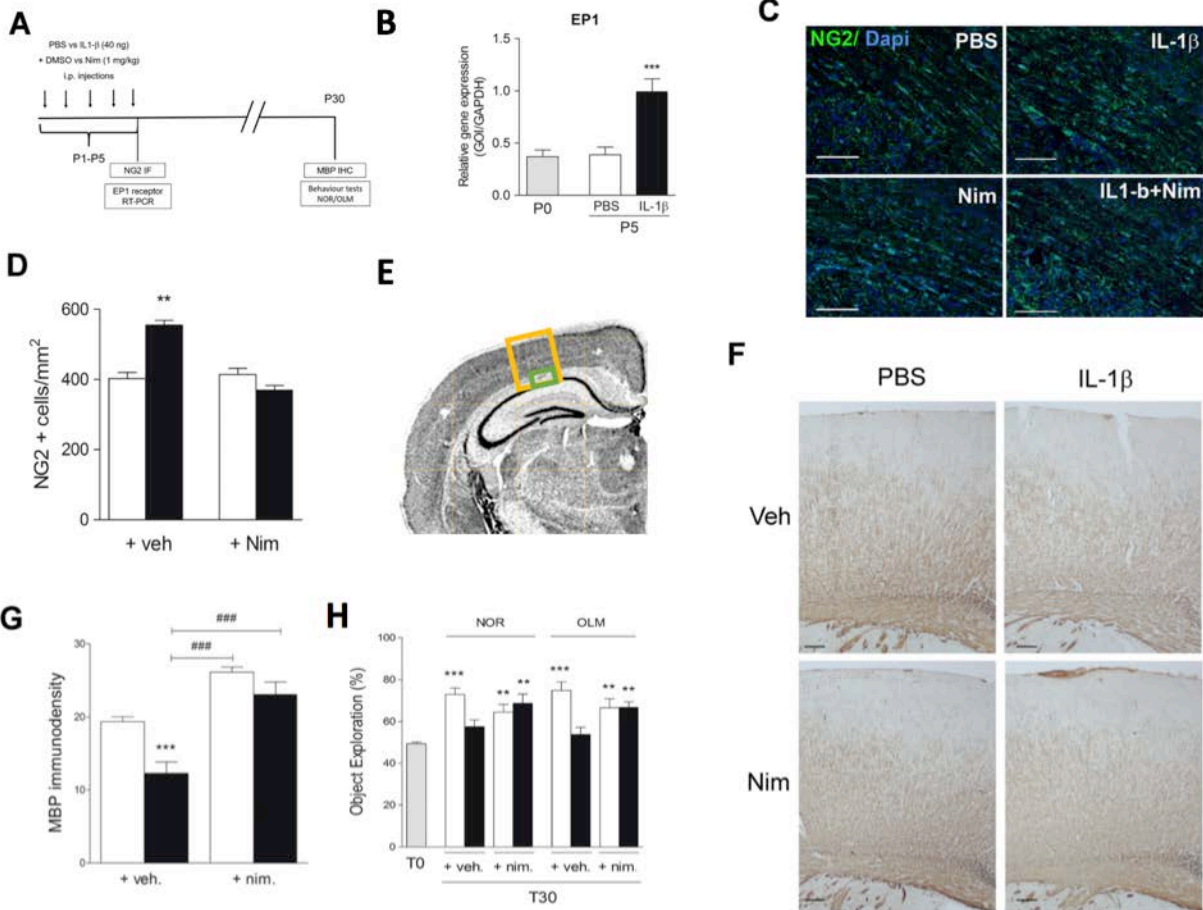 A
PBS vs IL1-β (40 ng)
+ DMSO vs Nim (1 mg/kg)
i.p. injections
P30
P1-P5
NG2 IF
EP1 receptor
RT-PCR
MBP IHC
Behaviour tests
NOR/OLM
B
EP1
Relative gene expression
(GOI/GAPDH)
1.5
1.0
0.5
0.0
***
P0
PBS
IL-1β
P5
C
NG2/ Dapi
PBS
IL-1β
Nim
IL1-b+Nim
D
NG2 + cells/mm²
600
400
200
0
**
+ veh
+ Nim
E
F
PBS
IL-1β
Veh
Nim
G
MBP immunodensity
30
20
10
0
###
###
***
+ veh.
+ nim.
H
Object Exploration (%)
100
80
60
40
20
0
NOR
OLM
***
**
**
***
**
**
T0
+ veh.
+ nim.
+ veh.
+ nim.
T30